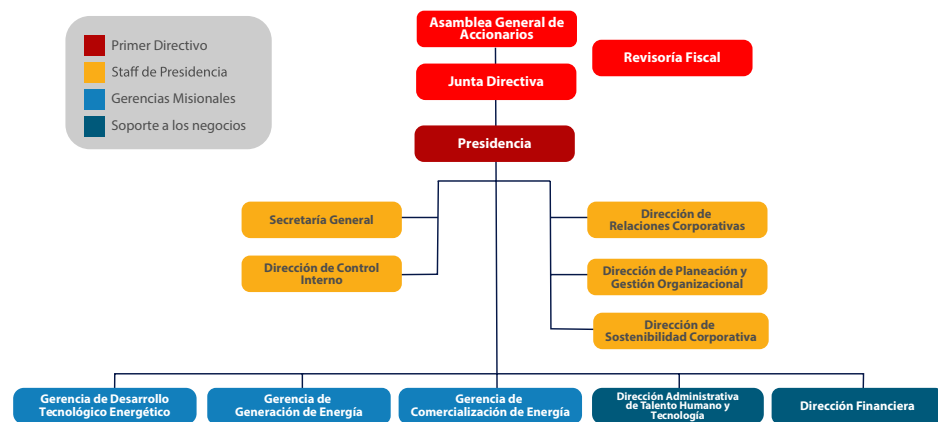 Primer Directivo
Staff de Presidencia
Gerencias Misionales
Soporte a los negocios
Asamblea General de
Accionarios
Revisoría Fiscal
Junta Directiva
Presidencia
Secretaría General
Dirección de Control
Interno
Dirección de
Relaciones Corporativas
Dirección de Planeación y
Gestión Organizacional
Dirección de
Sostenibilidad Corporativa
Gerencia de Desarrollo
Tecnológico Energético
Gerencia de
Generación de Energía
Gerencia de
Comercialización de Energía
Dirección Administrativa
de Talento Humano y
Tecnología
Dirección Financiera